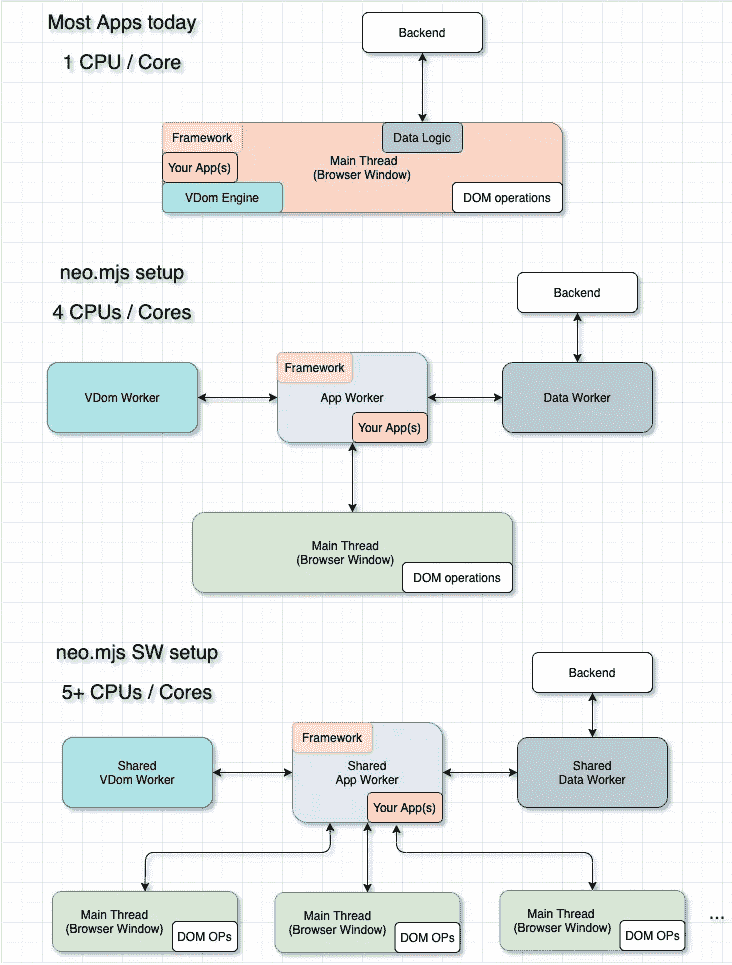 Most Apps today
1 CPU / Core
Backend
Framework
Data Logic
Your App(s)
Main Thread
(Browser Window)
VDom Engine
DOM operations
neo.mjs setup
4 CPUs / Cores
Backend
Framework
VDom Worker
App Worker
Data Worker
Your App(s)
Main Thread
(Browser Window)
DOM operations
neo.mjs SW setup
5+ CPUs / Cores
Backend
Framework
Shared
VDom Worker
Shared
App Worker
Shared
Data Worker
Your App(s)
Main Thread
(Browser Window)
DOM OPs
Main Thread
(Browser Window)
DOM OPs
Main Thread
(Browser Window)
DOM OPs
...